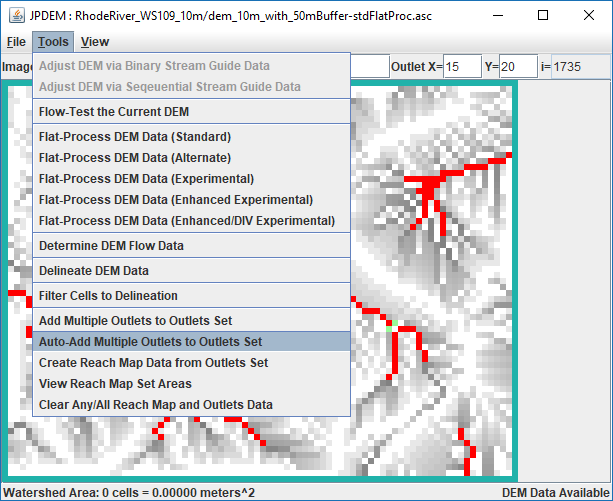 JPDEM: RhodeRiver_WS109_10m/dem_10m_with_50mBuffer-stdFlatProc.asc
File Tools View
Image Outlet X= 15 Y= 20 i= 1735
Adjust DEM via Binary Stream Guide Data
Adjust DEM via Seqeuential Stream Guide Data
Flow-Test the Current DEM
Flat-Process DEM Data (Standard)
Flat-Process DEM Data (Alternate)
Flat-Process DEM Data (Experimental)
Flat-Process DEM Data (Enhanced Experimental)
Flat-Process DEM Data (Enhanced/DIV Experimental)
Determine DEM Flow Data
Delineate DEM Data
Filter Cells to Delineation
Add Multiple Outlets to Outlets Set
Auto-Add Multiple Outlets to Outlets Set
Create Reach Map Data from Outlets Set
View Reach Map Set Areas
Clear Any/All Reach Map and Outlets Data
Watershed Area: 0 cells = 0.00000 meters^2 DEM Data Available